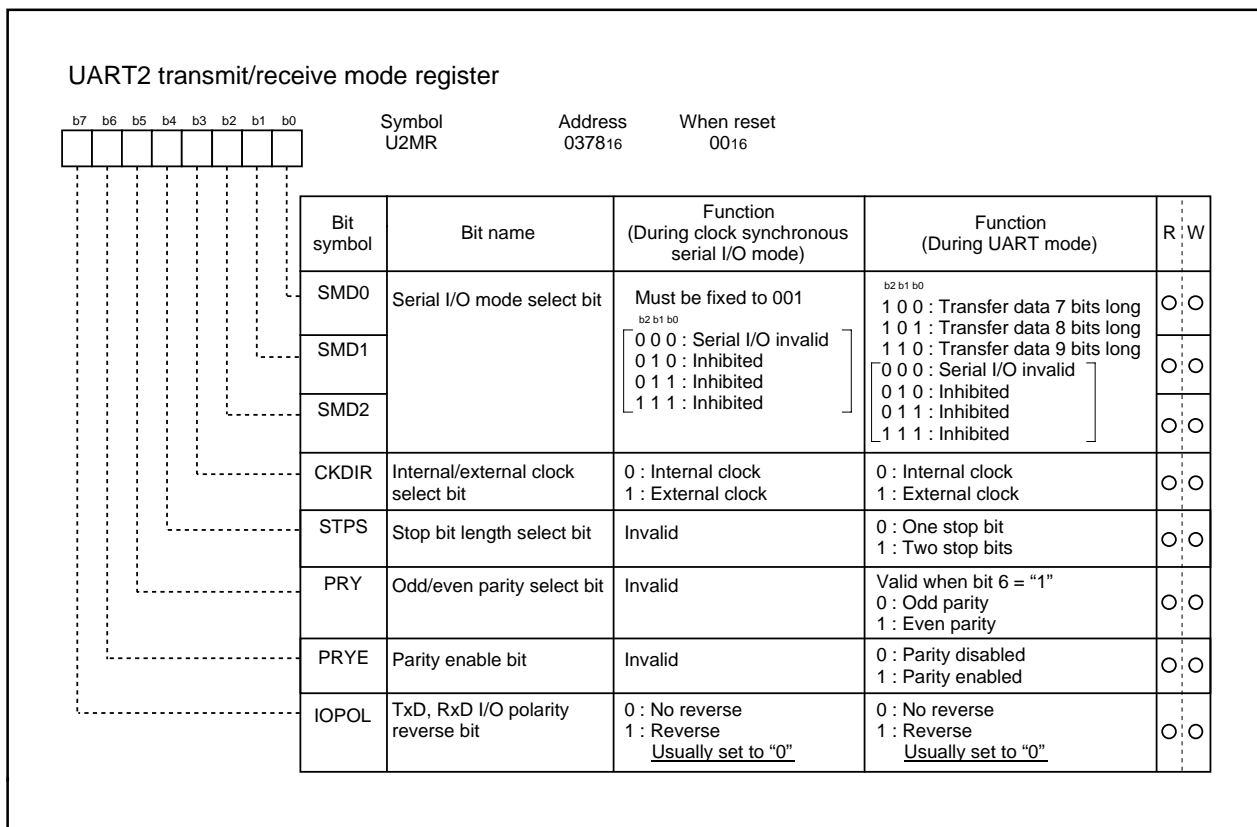 UART2 transmit/receive mode register
b7 b6 b5 b4 b3 b2 b1 b0
Symbol Address When reset
U2MR 037816 0016
Bit symbol
Bit name
Function
(During clock synchronous
serial I/O mode)
Function
(During UART mode)
R W
SMD0
Serial I/O mode select bit
Must be fixed to 001
b2 b1 b0
0 0 0 : Serial I/O invalid
0 1 0 : Inhibited
0 1 1 : Inhibited
1 1 1 : Inhibited
b2 b1 b0
1 0 0 : Transfer data 7 bits long
1 0 1 : Transfer data 8 bits long
1 1 0 : Transfer data 9 bits long
0 0 0 : Serial I/O invalid
0 1 0 : Inhibited
0 1 1 : Inhibited
1 1 1 : Inhibited
SMD1
SMD2
CKDIR
Internal/external clock
select bit
0 : Internal clock
1 : External clock
0 : Internal clock
1 : External clock
STPS
Stop bit length select bit
Invalid
0 : One stop bit
1 : Two stop bits
PRY
Odd/even parity select bit
Invalid
Valid when bit 6 = “1”
0 : Odd parity
1 : Even parity
PRYE
Parity enable bit
Invalid
0 : Parity disabled
1 : Parity enabled
IOPOL
TxD, RxD I/O polarity
reverse bit
0 : No reverse
1 : Reverse
Usually set to “0”
0 : No reverse
1 : Reverse
Usually set to “0”